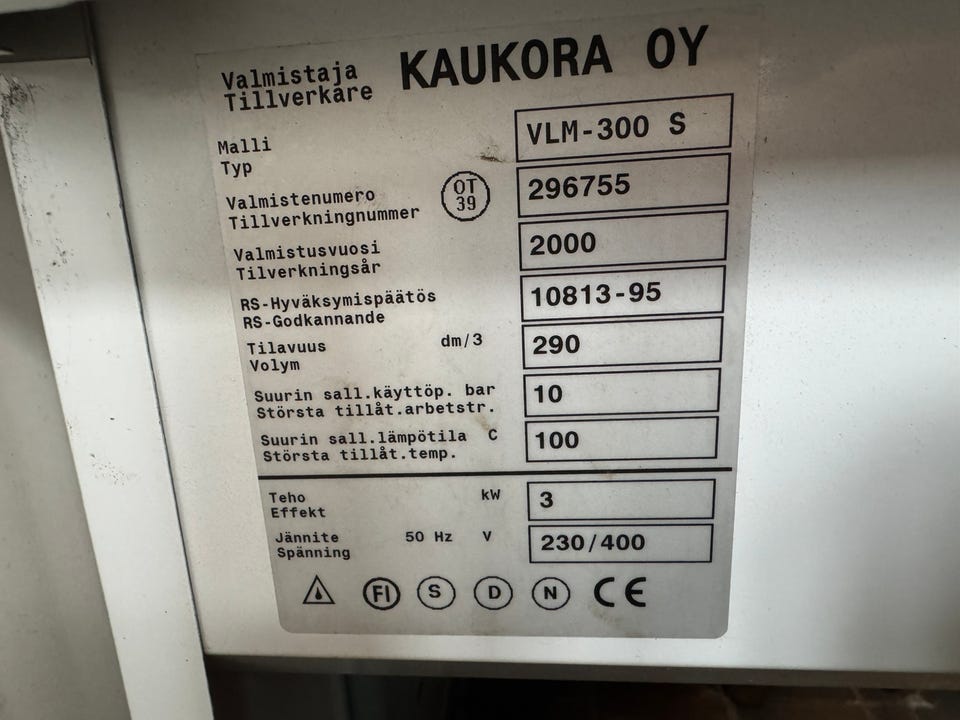 Valmistaja KAUKORA OY
Tillverkare
Malli VLM-300 S
Typ
OT
39
Valmistenumero 296755
Tillverkningnummer
Valmistusvuosi 2000
Tilverkningsår
RS-Hyväksymispäätös 10813-95
RS-Godkannande
Tilavuus dm/3 290
Volym
Suurin sall.käyttöp. bar 10
Största tillåt.arbetstr.
Suurin sall.lämpötila C 100
Största tillåt.temp.
Teho kW 3
Effekt
Jännite 50 Hz V 230/400
Spänning
FI S D N CE